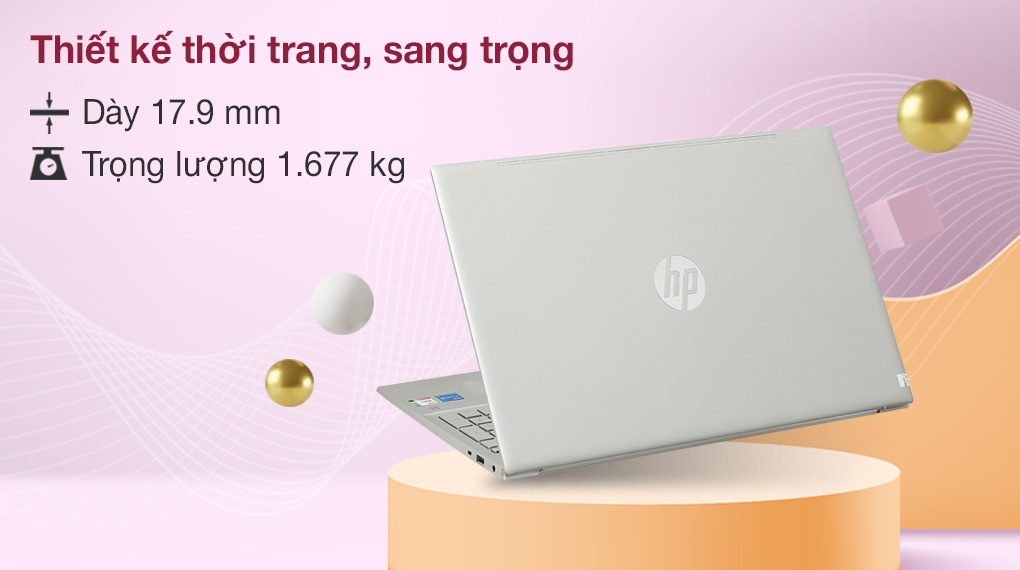 Thiết kế thời trang, sang trọng
Dày 17.9 mm
Trọng lượng 1.677 kg
hp